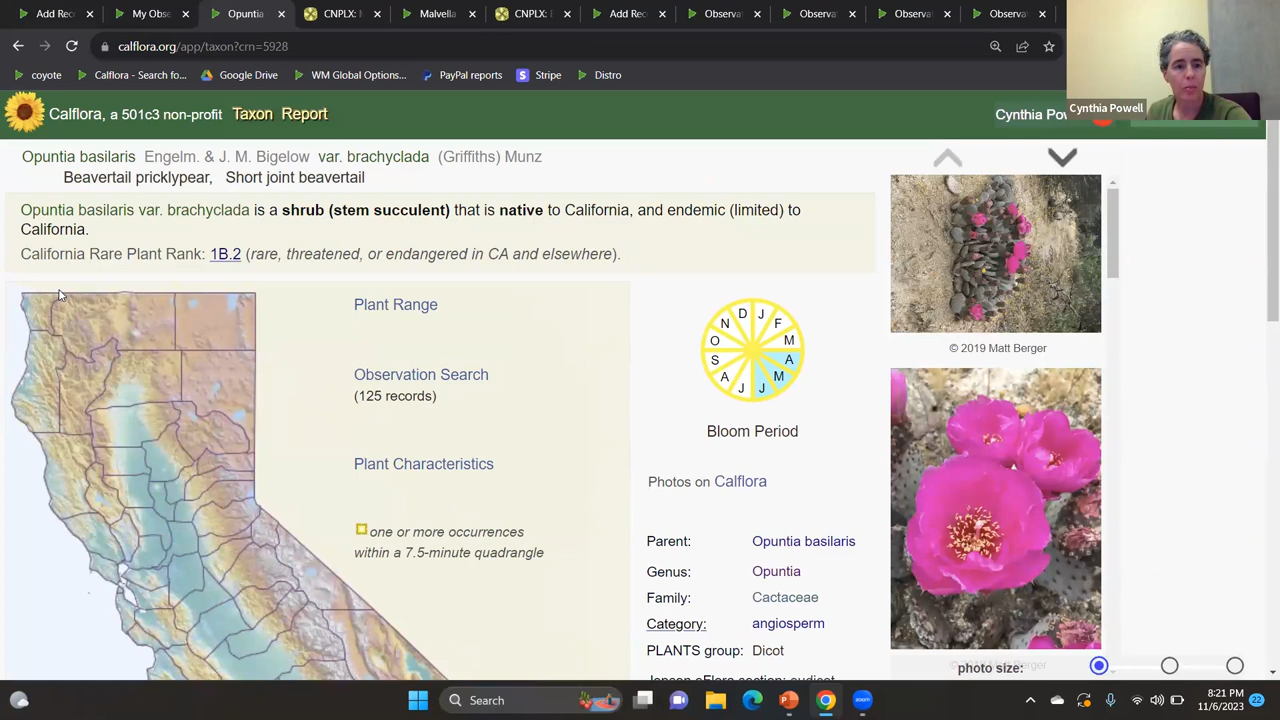 Add Rec
My Obse
Opuntia
CNPLX:
Malvella
CNPLX:
Add Rec
Observat
Observat
Observat
Observat
calflora.org/app/taxon?crn=5928
coyote
Calflora - Search fo...
Google Drive
WM Global Options...
PayPal reports
Stripe
Distro
Cynthia Powell
Calflora, a 501c3 non-profit Taxon Report
Cynthia Pow
Opuntia basilaris Engelm. & J. M. Bigelow var. brachyclada (Griffiths) Munz
Beavertail pricklypear, Short joint beavertail
Opuntia basilaris var. brachyclada is a shrub (stem succulent) that is native to California, and endemic (limited) to
California.
California Rare Plant Rank: 1B.2 (rare, threatened, or endangered in CA and elsewhere).
Plant Range
Observation Search
(125 records)
Plant Characteristics
one or more occurrences
within a 7.5-minute quadrangle
D J F M A M J J A S O N
Bloom Period
Photos on Calflora
Parent: Opuntia basilaris
Genus: Opuntia
Family: Cactaceae
Category: angiosperm
PLANTS group: Dicot
© 2019 Matt Berger
photo size:
Search
8:21 PM
11/6/2023
22